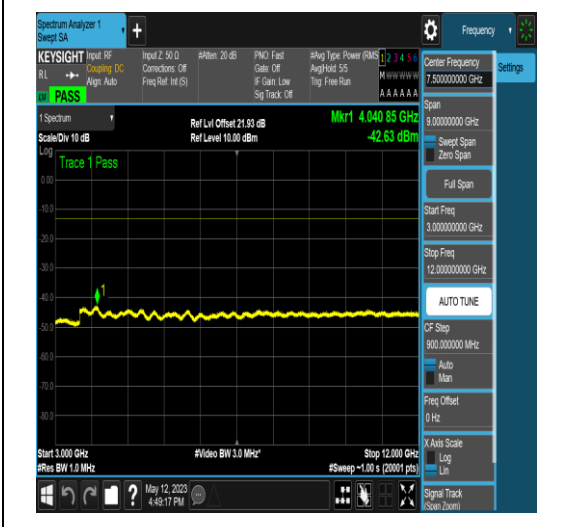 Spectrum Analyzer 1
Swept SA
+
Frequency
KEYSIGHT Input: RF
RL
Coupling: DC
Align: Auto
Input Z: 50 Ω
Corrections: Off
Freq Ref: Int (S)
#Atten: 20 dB
PNO: Fast
Gate: Off
IF Gain: Low
Sig Track: Off
#Avg Type: Power (RMS
Avg|Hold: 5/5
Trig: Free Run
1 2 3 4 5 6
M w w w w w
A A A A A A
PASS
1 Spectrum
Scale/Div 10 dB
Log
Ref Lvl Offset 21.93 dB
Ref Level 10.00 dBm
Mkr1 4.040 85 GHz
-42.63 dBm
Trace 1 Pass
0.00
-10.0
-20.0
-30.0
-40.0
-50.0
-60.0
-70.0
-80.0
1
Start 3.000 GHz
#Res BW 1.0 MHz
#Video BW 3.0 MHz*
Stop 12.000 GHz
#Sweep ~1.00 s (20001 pts)
?
May 12, 2023
4:49:17 PM
Settings
Center Frequency
7.500000000 GHz
Span
9.00000000 GHz
Swept Span
Zero Span
Full Span
Start Freq
3.000000000 GHz
Stop Freq
12.000000000 GHz
AUTO TUNE
CF Step
900.000000 MHz
Auto
Man
Freq Offset
0 Hz
X Axis Scale
Log
Lin
Signal Track
(Span Zoom)